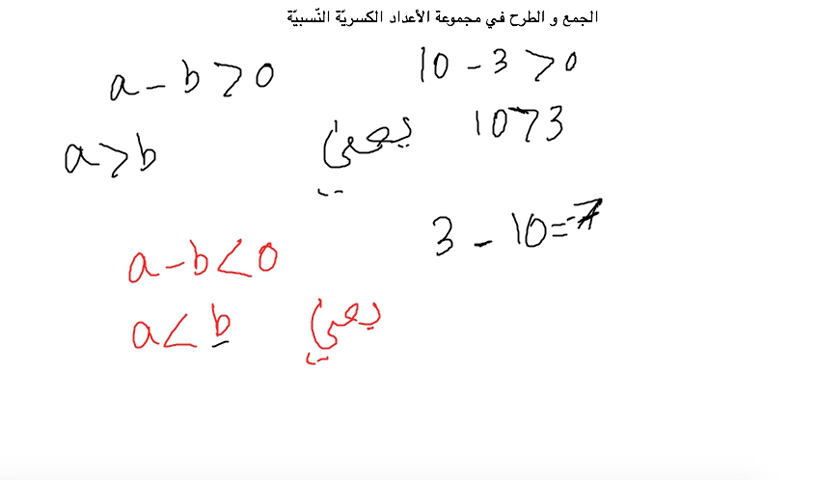 الجمع و الطرح في مجموعة الأعداد الكسريّة النّسبيّة
a - b > 0
10 - 3 > 0
a > b
يعني
10 > 3
3 - 10 = -7
a - b < 0
a < b
يعني